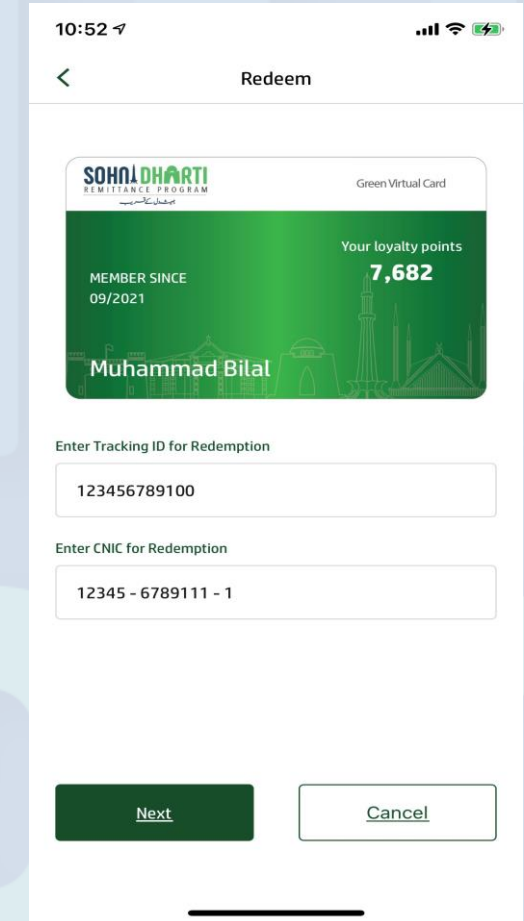 10:52
Redeem
SOHNI DHARTI
REMITTANCE PROGRAM
Green Virtual Card
Your loyalty points
7,682
MEMBER SINCE
09/2021
Muhammad Bilal
Enter Tracking ID for Redemption
123456789100
Enter CNIC for Redemption
12345 - 6789111 - 1
Next
Cancel